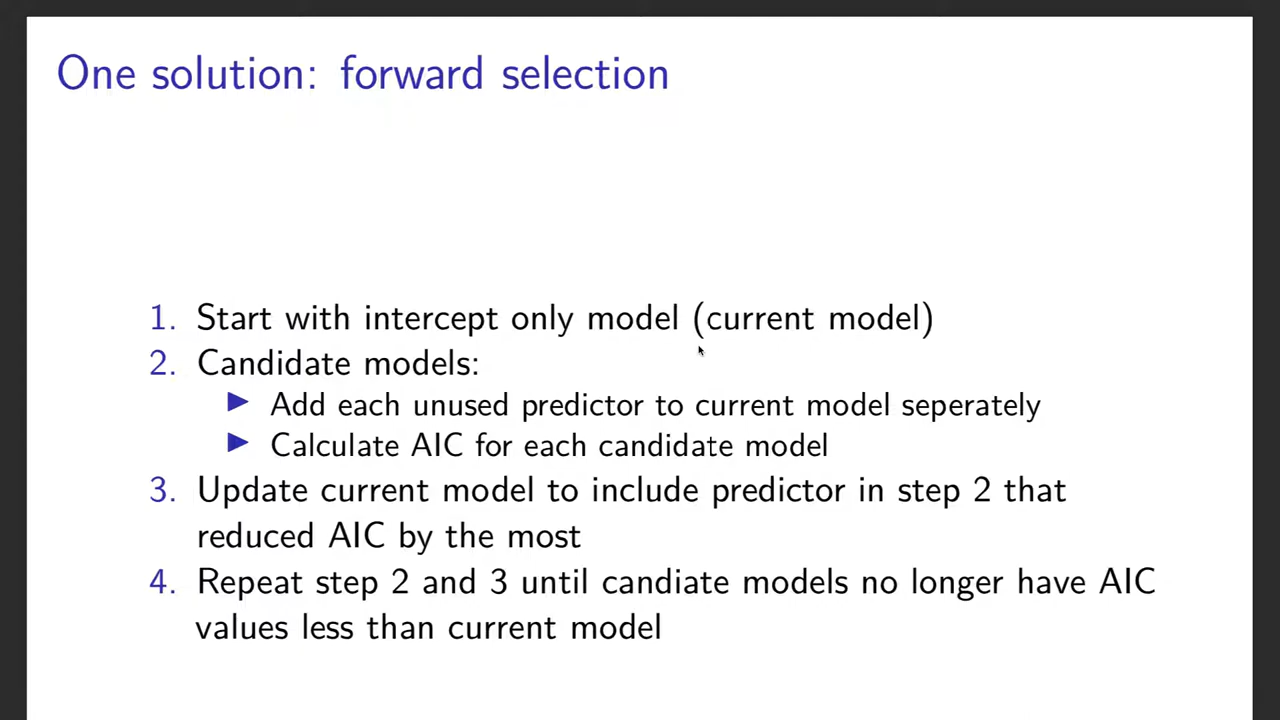 One solution: forward selection
1. Start with intercept only model (current model)
2. Candidate models:
▶ Add each unused predictor to current model seperately
▶ Calculate AIC for each candidate model
3. Update current model to include predictor in step 2 that
reduced AIC by the most
4. Repeat step 2 and 3 until candiate models no longer have AIC
values less than current model